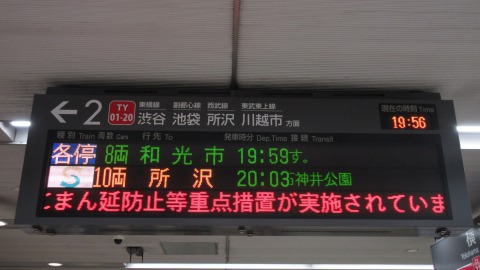 ←2 TY 01-20 東横線 副都心線 西武線 東武東上線 現在の時刻 Time
渋谷 池袋 所沢 川越市 方面 19:56
種別 Train 両数 Cars 行先 To 発車時分 Dep.Time 接続 Transit
各停 8両 和光市 19:59 す。
S 10両 所沢 20:03 神井公園
こまん延防止等重点措置が実施されていま
横
Yokohama